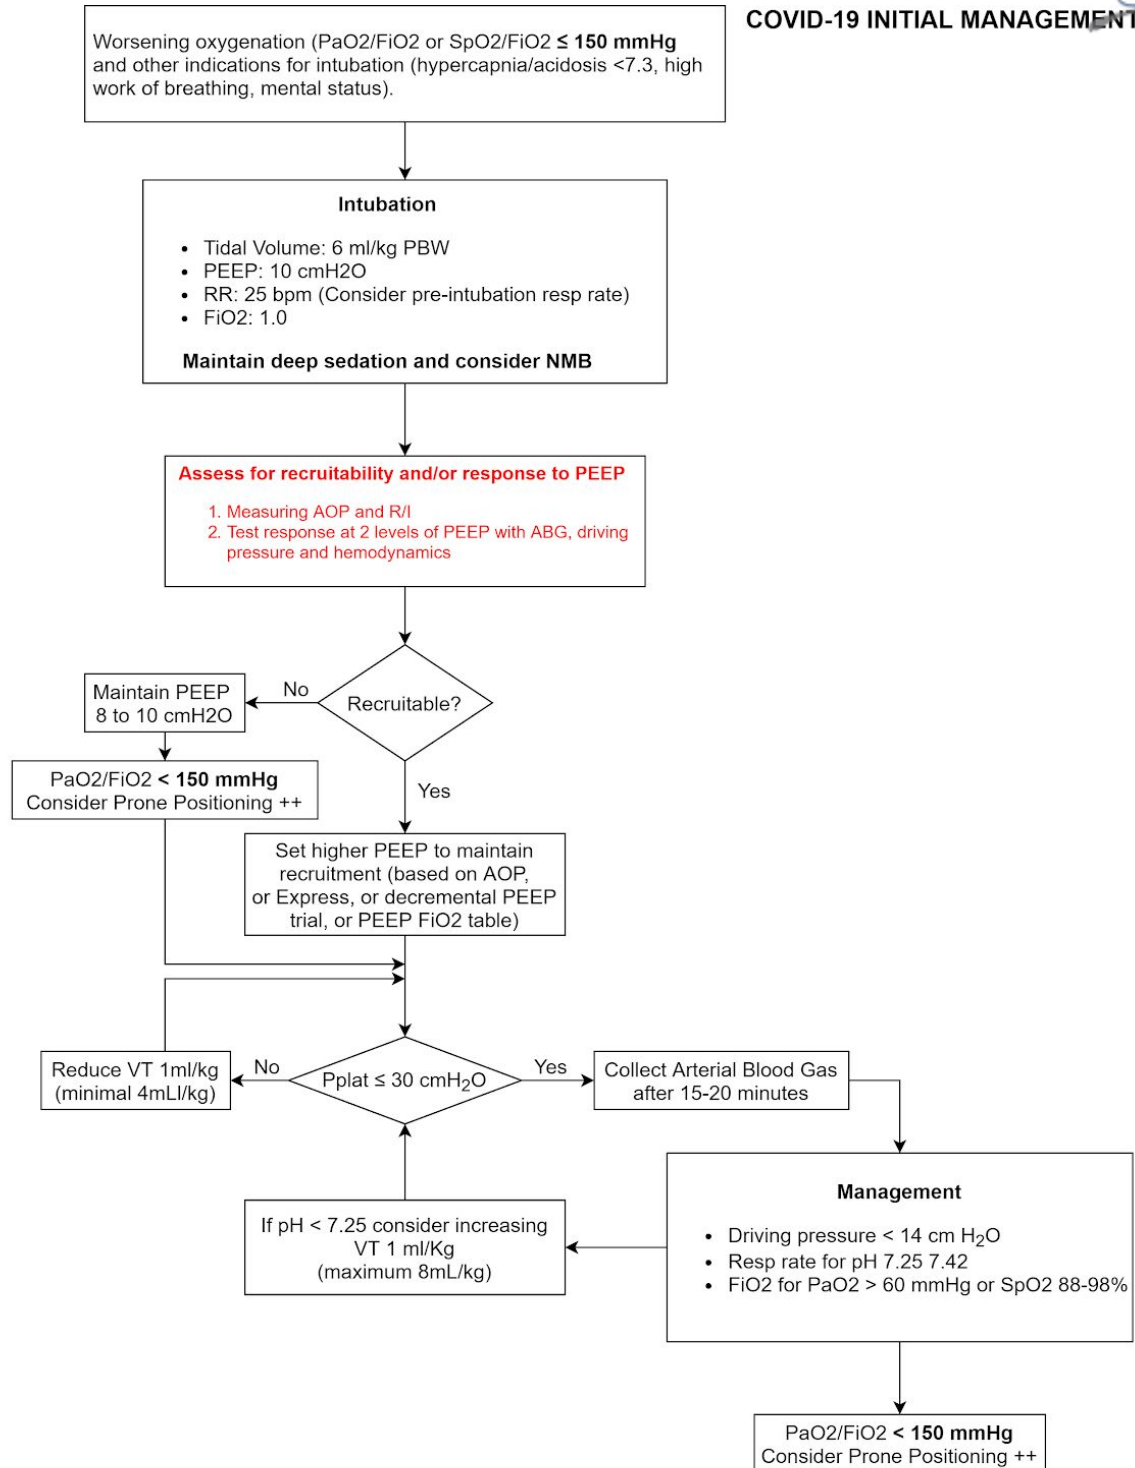 COVID-19 INITIAL MANAGEMENT
Worsening oxygenation (PaO2/FiO2 or SpO2/FiO2 ≤ 150 mmHg
and other indications for intubation (hypercapnia/acidosis <7.3, high
work of breathing, mental status).
Intubation
• Tidal Volume: 6 ml/kg PBW
• PEEP: 10 cmH2O
• RR: 25 bpm (Consider pre-intubation resp rate)
• FiO2: 1.0
Maintain deep sedation and consider NMB
Assess for recruitability and/or response to PEEP
1. Measuring AOP and R/I
2. Test response at 2 levels of PEEP with ABG, driving
pressure and hemodynamics
Recruitable?
No
Maintain PEEP
8 to 10 cmH2O
PaO2/FiO2 < 150 mmHg
Consider Prone Positioning ++
Yes
Set higher PEEP to maintain
recruitment (based on AOP,
or Express, or decremental PEEP
trial, or PEEP FiO2 table)
Pplat ≤ 30 cmH₂O
No
Reduce VT 1ml/kg
(minimal 4mLl/kg)
Yes
Collect Arterial Blood Gas
after 15-20 minutes
Management
• Driving pressure < 14 cm H₂O
• Resp rate for pH 7.25 7.42
• FiO2 for PaO2 > 60 mmHg or SpO2 88-98%
If pH < 7.25 consider increasing
VT 1 ml/Kg
(maximum 8mL/kg)
PaO2/FiO2 < 150 mmHg
Consider Prone Positioning ++